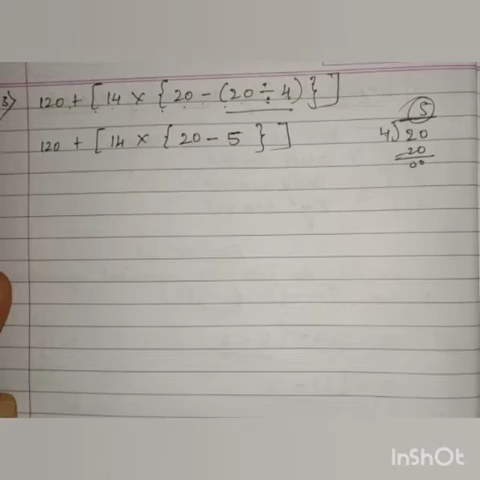 3) 120 + [ 14 × { 20 - (20 ÷ 4) } ]
120 + [ 14 × { 20 - 5 } ]
5
4) 20
20
00
InShOt